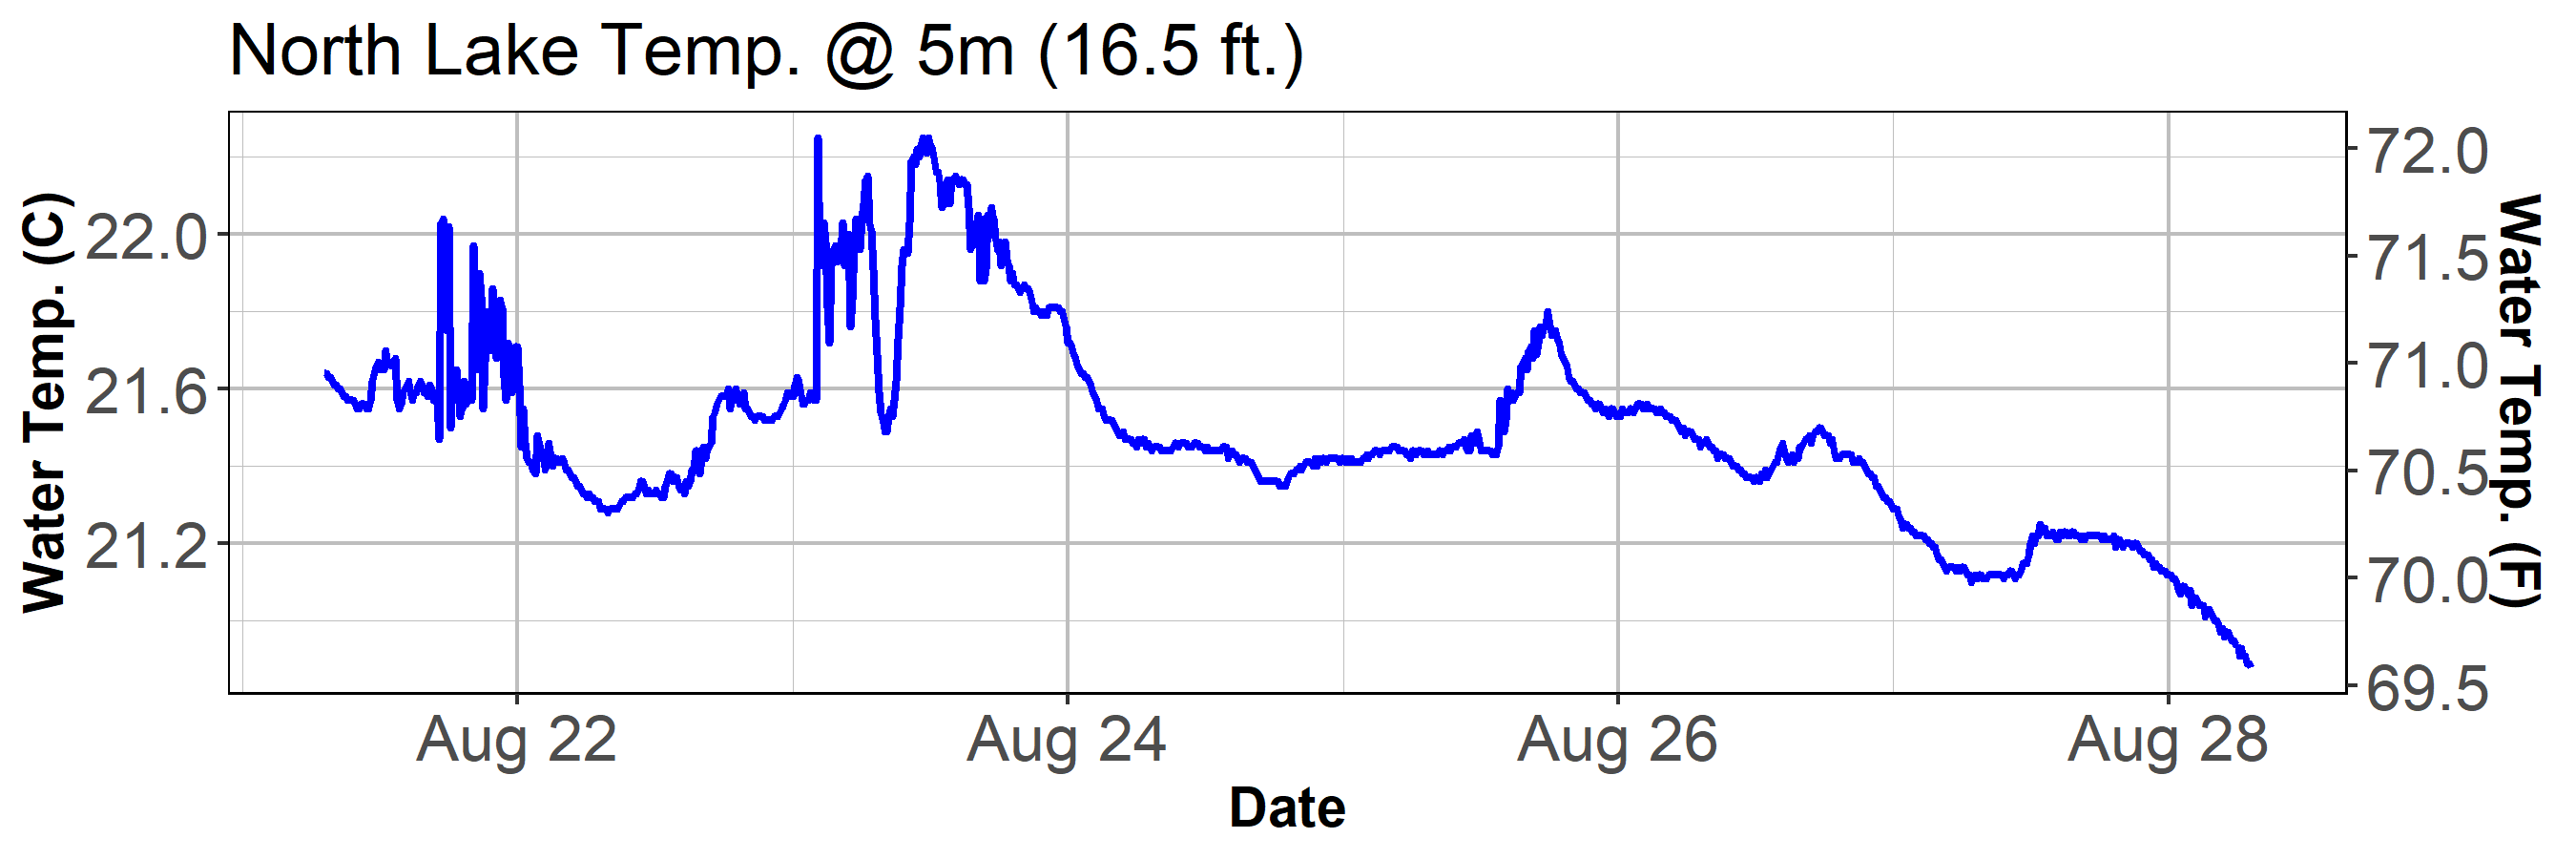 North Lake Temp. @ 5m (16.5 ft.)
Water Temp. (C)
22.0
21.6
21.2
72.0
71.5
71.0
70.5
70.0
69.5
Water Temp. (F)
Aug 22 Aug 24 Aug 26 Aug 28
Date